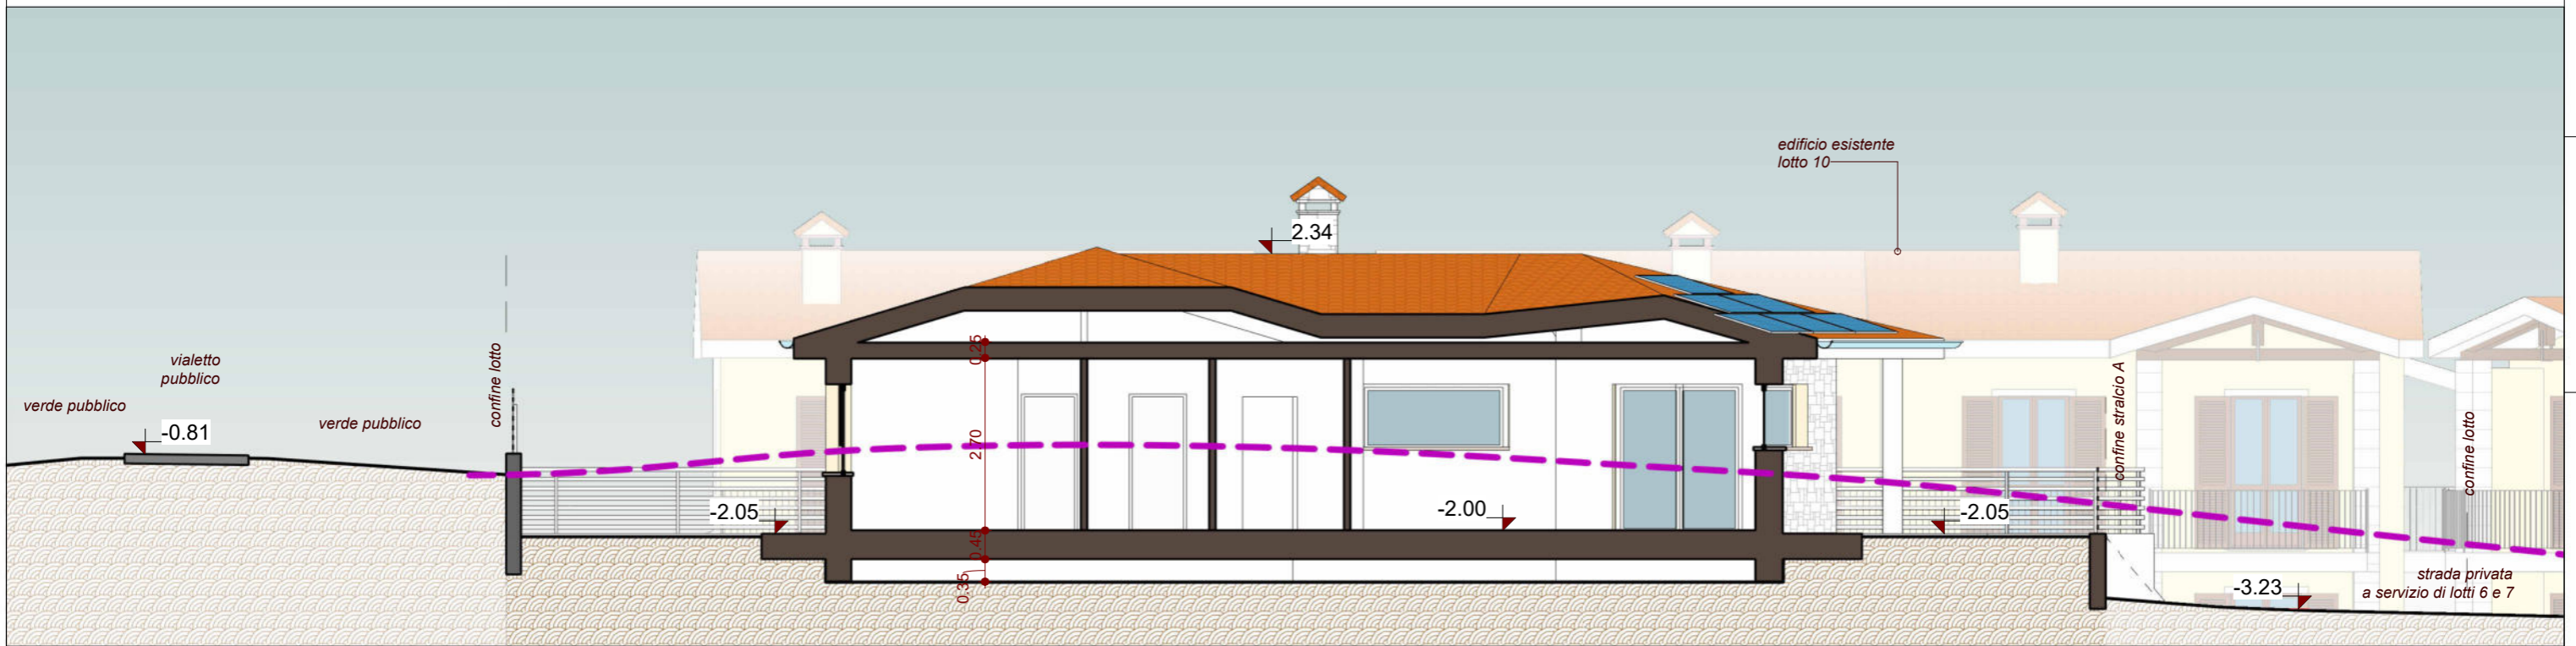 edificio esistente
lotto 10
2.34
vialetto
pubblico
verde pubblico
verde pubblico
confine lotto
-0.81
0.25
2.70
0.45
0.35
-2.05
-2.00
-2.05
confine stralcio A
confine lotto
-3.23
strada privata
a servizio di lotti 6 e 7